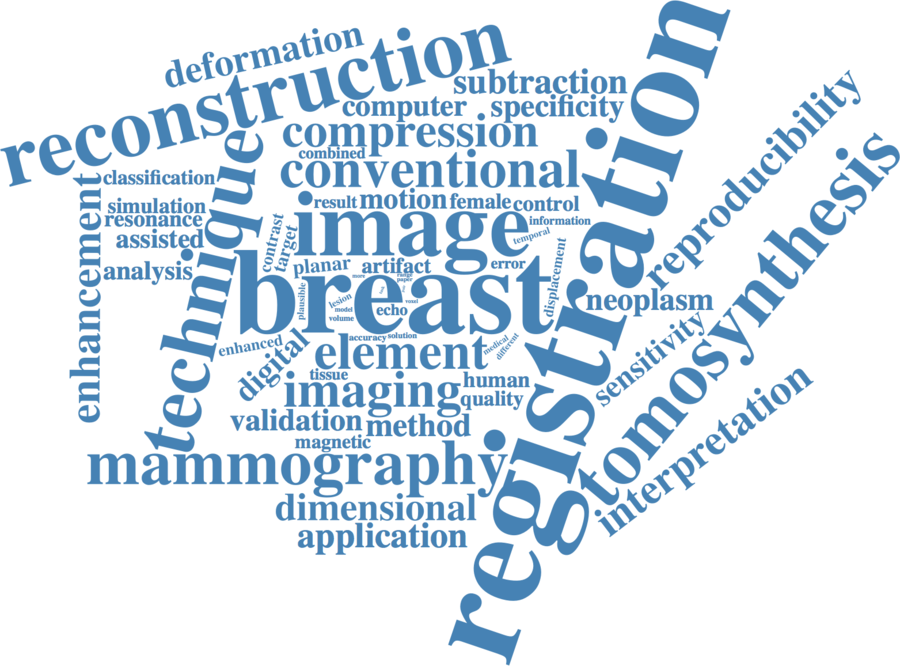 deformation
reconstruction
subtraction
computer
specificity
compression
combined
conventional
registration
reproducibility
tomosynthesis
classification
technique
enhancement
simulation
resonance
assisted
analysis
result
motion
female
control
image
information
temporal
contrast
target
planar
artifact
error
displacement
breast
plausible
lesion
model
volume
echo
range
paper
voxel
neoplasm
accuracy
solution
medical
different
enhanced
digital
element
sensitivity
tissue
imaging
human
quality
validation
method
magnetic
interpretation
mammography
dimensional
application